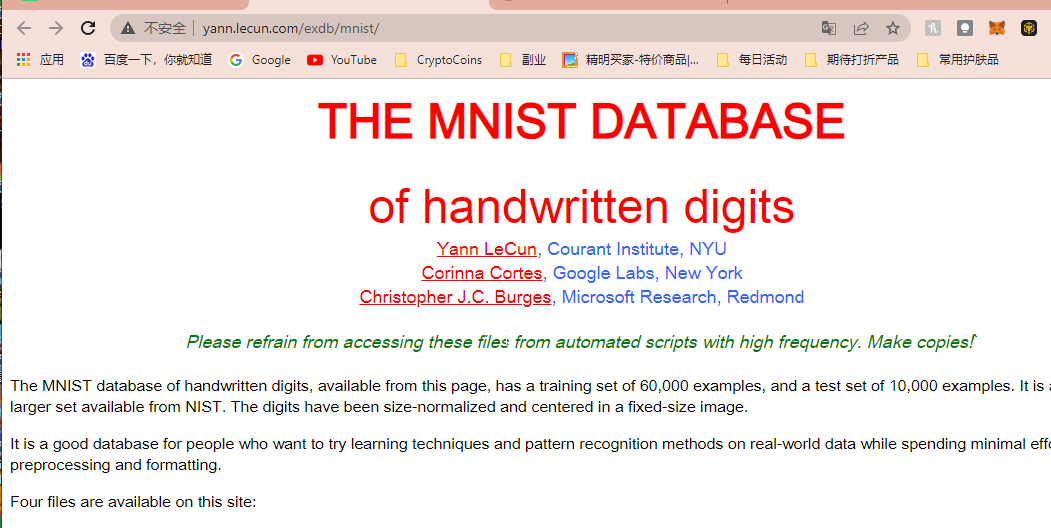 不安全 yann.lecun.com/exdb/mnist/
应用 百度一下，你就知道 Google YouTube CryptoCoins 副业 精明买家-特价商品|... 每日活动 期待打折产品 常用护肤品
THE MNIST DATABASE
of handwritten digits
Yann LeCun, Courant Institute, NYU
Corinna Cortes, Google Labs, New York
Christopher J.C. Burges, Microsoft Research, Redmond
Please refrain from accessing these files from automated scripts with high frequency. Make copies!
The MNIST database of handwritten digits, available from this page, has a training set of 60,000 examples, and a test set of 10,000 examples. It is
larger set available from NIST. The digits have been size-normalized and centered in a fixed-size image.
It is a good database for people who want to try learning techniques and pattern recognition methods on real-world data while spending minimal
preprocessing and formatting.
Four files are available on this site: